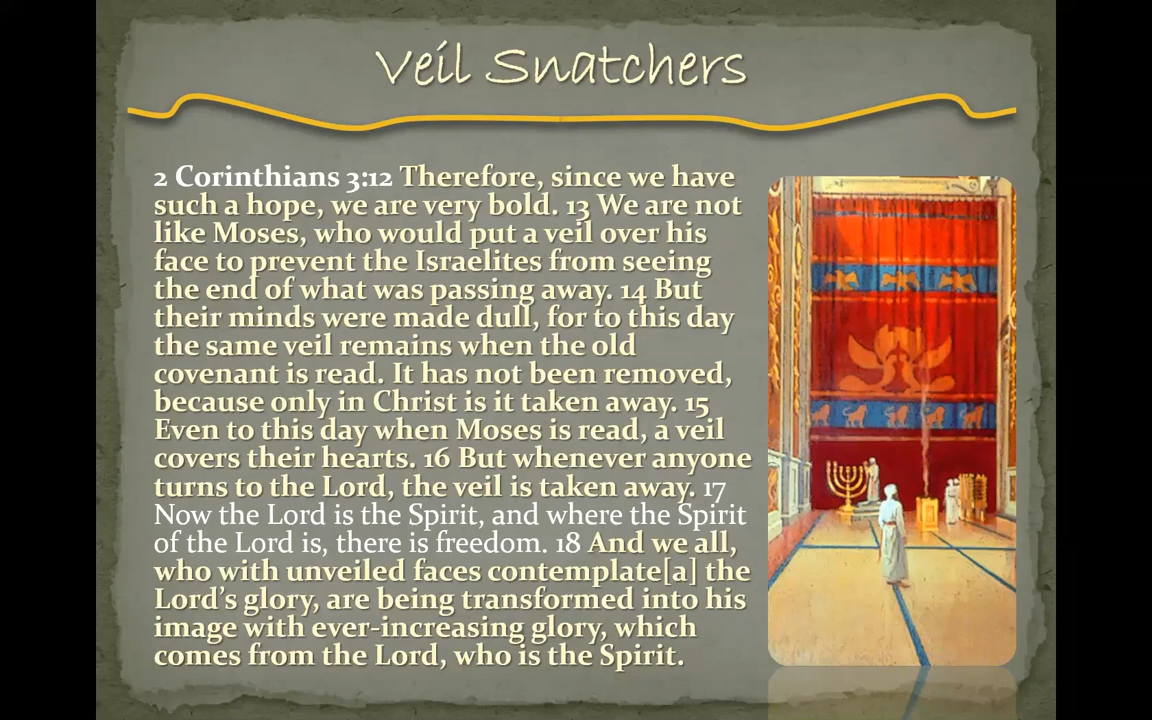 Veil Snatchers
2 Corinthians 3:12 Therefore, since we have
such a hope, we are very bold. 13 We are not
like Moses, who would put a veil over his
face to prevent the Israelites from seeing
the end of what was passing away. 14 But
their minds were made dull, for to this day
the same veil remains when the old
covenant is read. It has not been removed,
because only in Christ is it taken away. 15
Even to this day when Moses is read, a veil
covers their hearts. 16 But whenever anyone
turns to the Lord, the veil is taken away. 17
Now the Lord is the Spirit, and where the Spirit
of the Lord is, there is freedom. 18 And we all,
who with unveiled faces contemplate[a] the
Lord’s glory, are being transformed into his
image with ever-increasing glory, which
comes from the Lord, who is the Spirit.